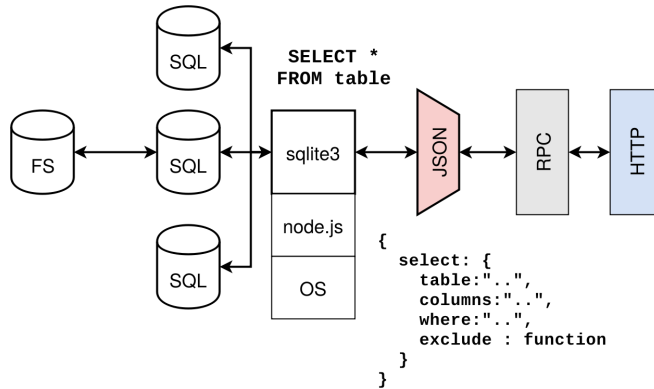 SQL
SELECT *
FROM table
FS
SQL
sqlite3
JSON
RPC
HTTP
node.js
SQL
OS
{
select: {
table:"..",
columns:"..",
where:"..",
exclude : function
}
}